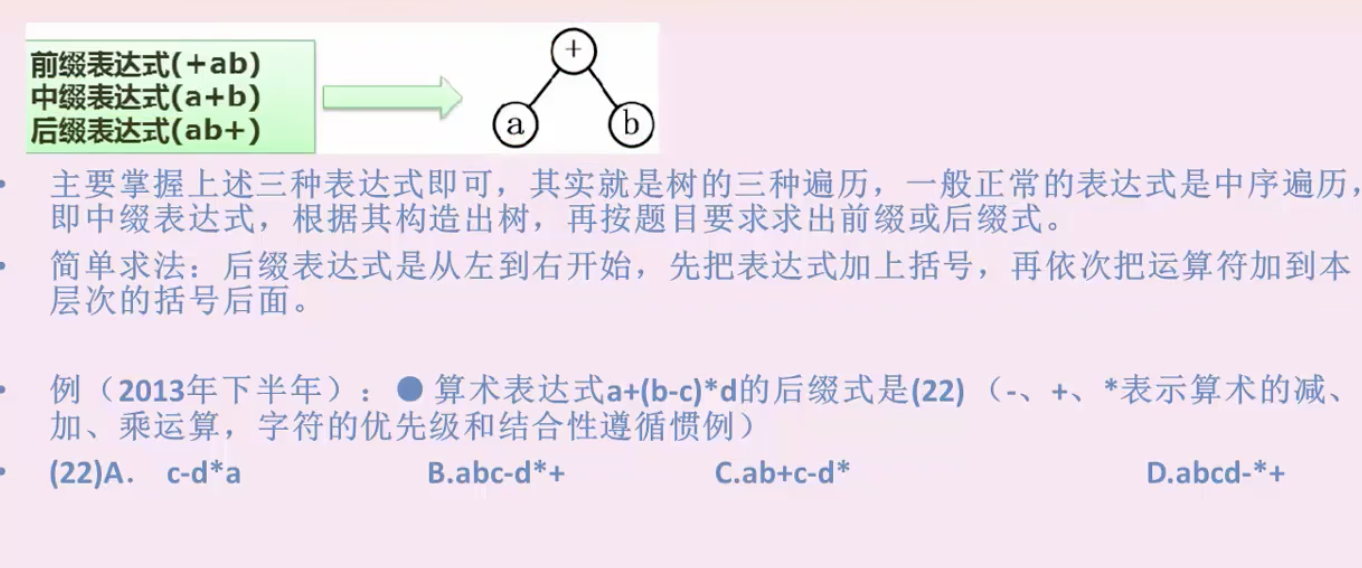 前缀表达式(+ab)
中缀表达式(a+b)
后缀表达式(ab+)
+
a
b
• 主要掌握上述三种表达式即可，其实就是树的三种遍历，一般正常的表达式是中序遍历，
即中缀表达式，根据其构造出树，再按题目要求求出前缀或后缀式。
• 简单求法：后缀表达式是从左到右开始，先把表达式加上括号，再依次把运算符加到本
层次的括号后面。
• 例（2013年下半年）：● 算术表达式a+(b-c)*d的后缀式是(22)（-、+、*表示算术的减、
加、乘运算，字符的优先级和结合性遵循惯例）
• (22)A. c-d*a B.abc-d*+ C.ab+c-d* D.abcd-*+